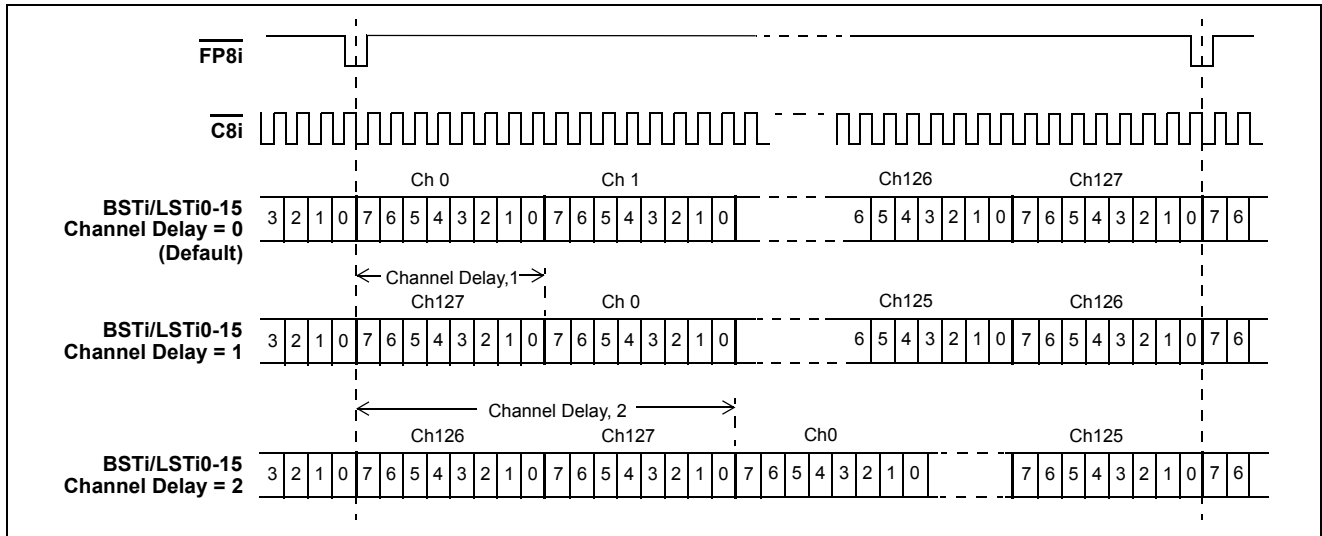 FP8i
C8i
Ch 0 Ch 1 Ch126 Ch127
BSTi/LSTi0-15
Channel Delay = 0
(Default)
3 2 1 0 7 6 5 4 3 2 1 0 7 6 5 4 3 2 1 0 6 5 4 3 2 1 0 7 6 5 4 3 2 1 0 7 6
Channel Delay,1
Ch127 Ch 0 Ch125 Ch126
BSTi/LSTi0-15
Channel Delay = 1
3 2 1 0 7 6 5 4 3 2 1 0 7 6 5 4 3 2 1 0 6 5 4 3 2 1 0 7 6 5 4 3 2 1 0 7 6
Channel Delay, 2
Ch126 Ch127 Ch0 Ch125
BSTi/LSTi0-15
Channel Delay = 2
3 2 1 0 7 6 5 4 3 2 1 0 7 6 5 4 3 2 1 0 7 6 5 4 3 2 1 0 7 6 5 4 3 2 1 0 7 6